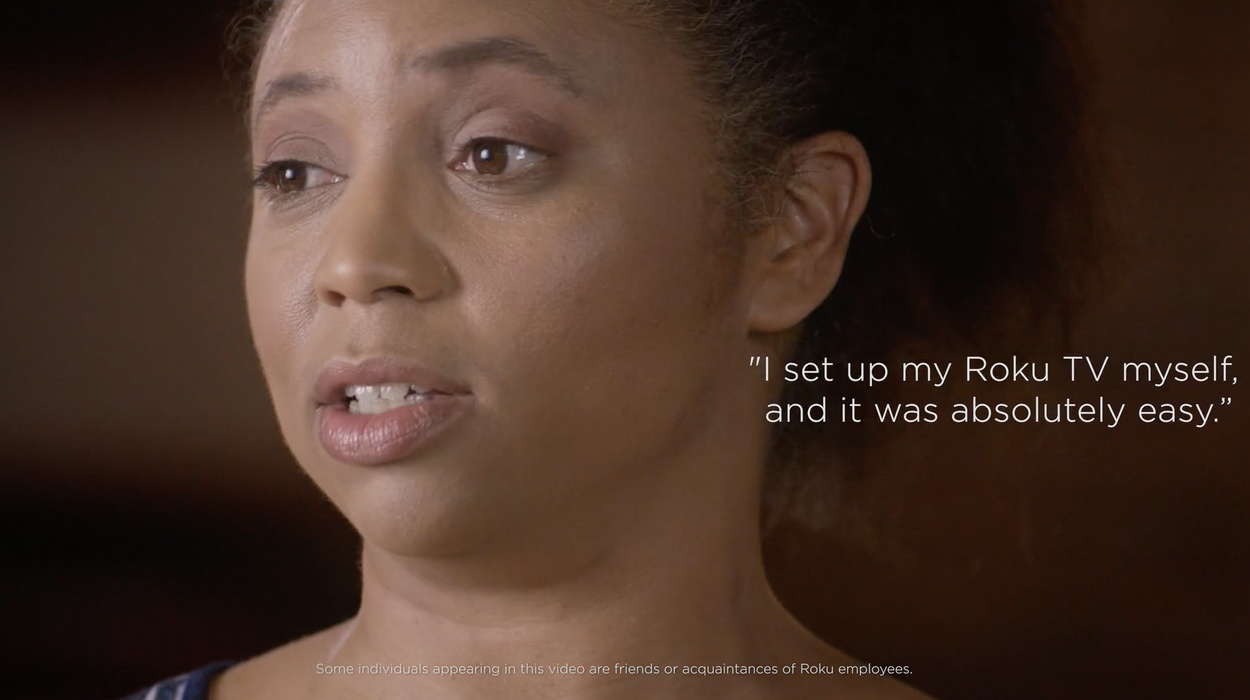 "I set up my Roku TV myself,
and it was absolutely easy.”
Some individuals appearing in this video are friends or acquaintances of Roku employees.